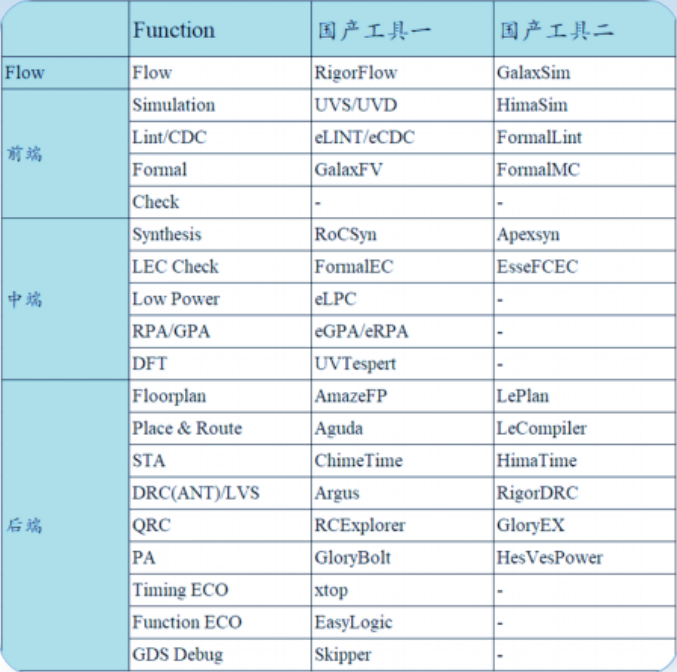 Function 国产工具一 国产工具二
Flow Flow RigorFlow GalaxSim
前端 Simulation UVS/UVD HimaSim
Lint/CDC eLINT/eCDC FormalLint
Formal GalaxFV FormalMC
Check - -
中端 Synthesis RoCSyn Apexsyn
LEC Check FormalEC EsseFCEC
Low Power eLPC -
RPA/GPA eGPA/eRPA -
DFT UVTespert -
后端 Floorplan AmazeFP LePlan
Place & Route Aguda LeCompiler
STA ChimeTime HimaTime
DRC(ANT)/LVS Argus RigorDRC
QRC RCExplorer GloryEX
PA GloryBolt HesVesPower
Timing ECO xtop -
Function ECO EasyLogic -
GDS Debug Skipper -